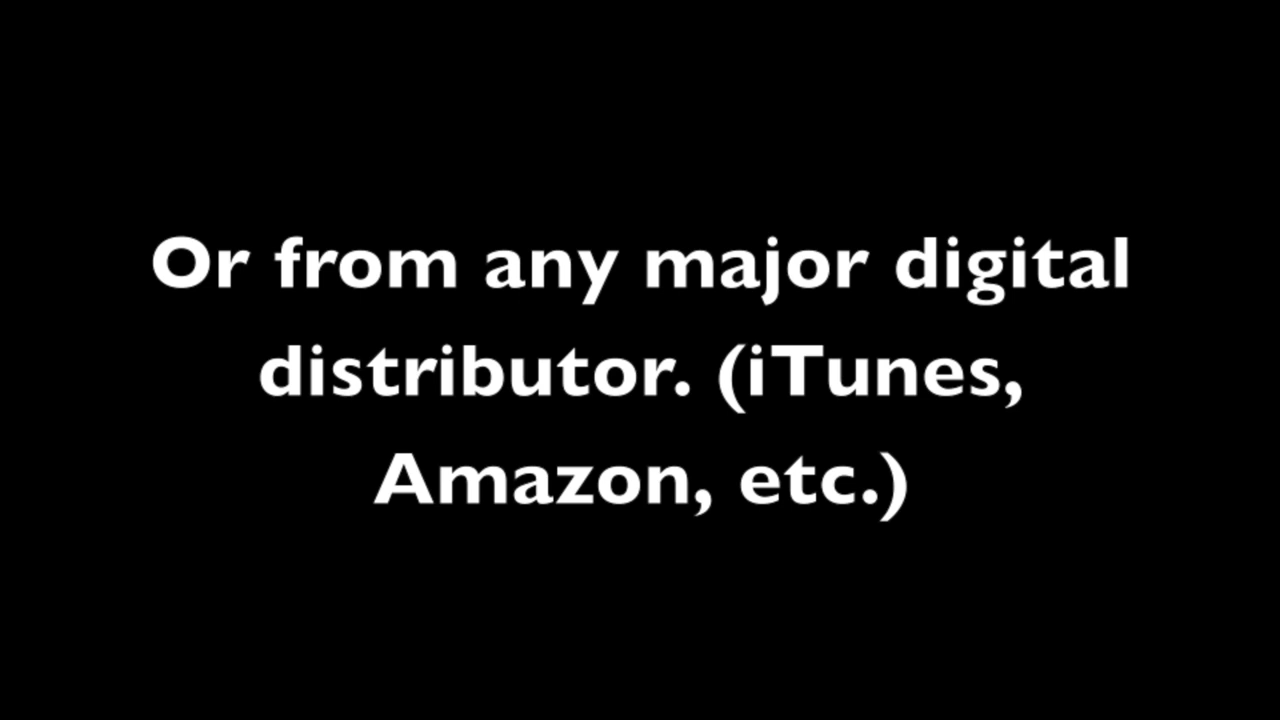 Or from any major digital
distributor. (iTunes,
Amazon, etc.)